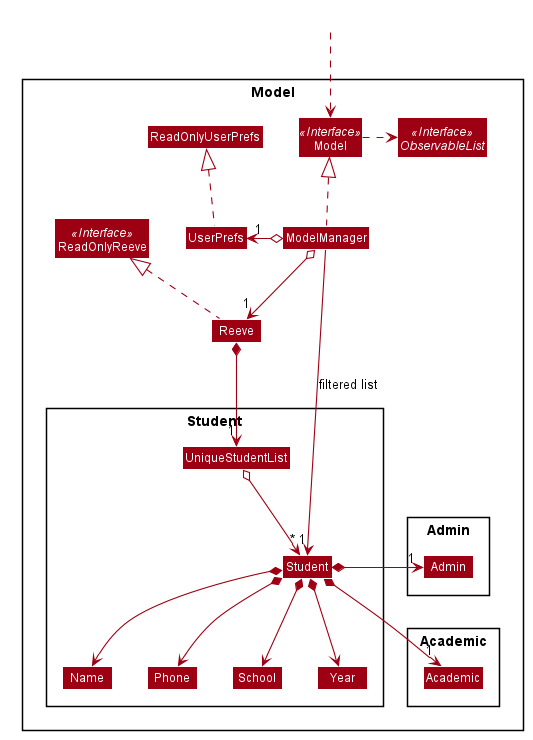 Model
ReadOnlyUserPrefs
«Interface»
Model
«Interface»
ObservableList
«Interface»
ReadOnlyReeve
UserPrefs
1
ModelManager
1
Reeve
filtered list
Student
1
UniqueStudentList
* 1
Student
Admin
1
Admin
Academic
1
Name
Phone
School
Year
Academic